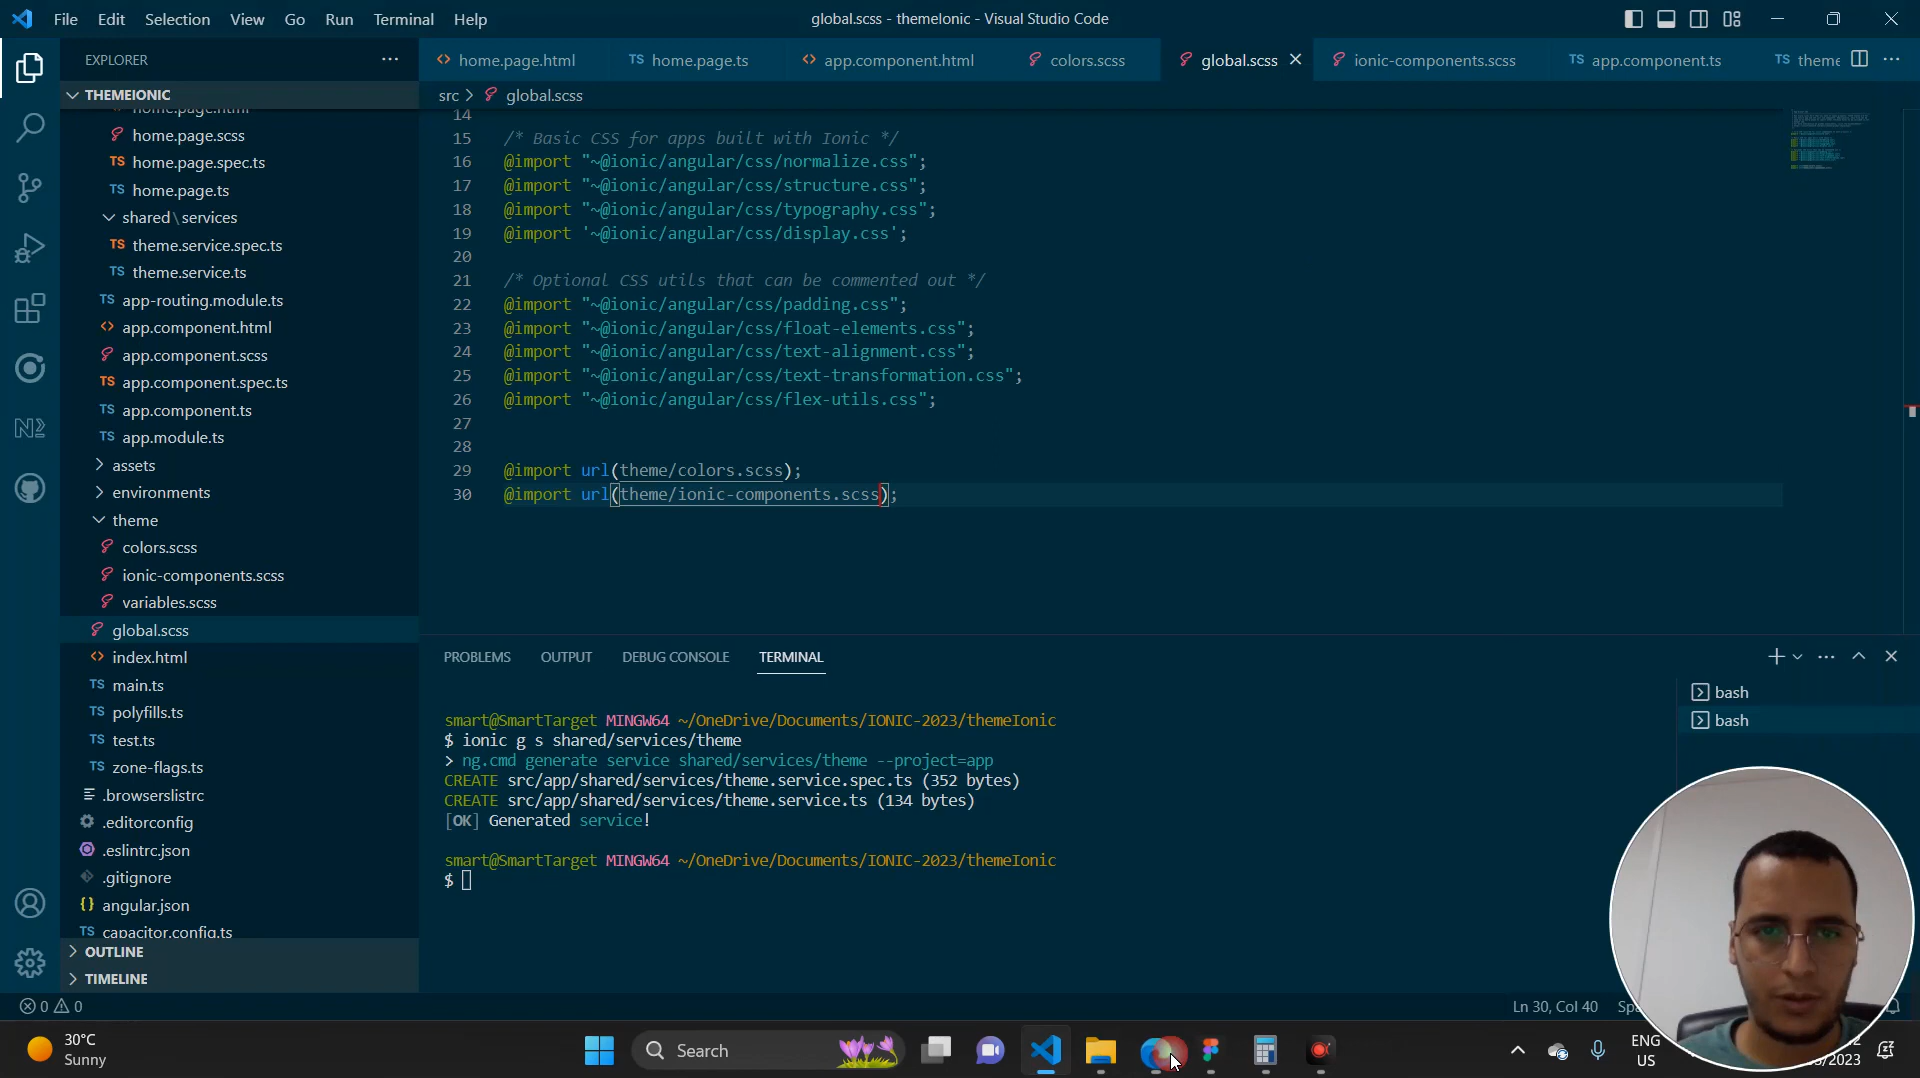 File Edit Selection View Go Run Terminal Help
global.scss - themeIonic - Visual Studio Code
EXPLORER
home.page.html
home.page.ts
app.component.html
colors.scss
global.scss
ionic-components.scss
app.component.ts
theme
THEMEIONIC
src > global.scss
home.page.html
home.page.scss
home.page.spec.ts
home.page.ts
shared\services
theme.service.spec.ts
theme.service.ts
app-routing.module.ts
app.component.html
app.component.scss
app.component.spec.ts
app.component.ts
app.module.ts
assets
environments
theme
colors.scss
ionic-components.scss
variables.scss
global.scss
index.html
main.ts
polyfills.ts
test.ts
zone-flags.ts
.browserslistrc
.editorconfig
.eslintrc.json
.gitignore
angular.json
capacitor.config.ts
OUTLINE
TIMELINE
14
15 /* Basic CSS for apps built with Ionic */
16 @import "~@ionic/angular/css/normalize.css";
17 @import "~@ionic/angular/css/structure.css";
18 @import "~@ionic/angular/css/typography.css";
19 @import '~@ionic/angular/css/display.css';
20
21 /* Optional CSS utils that can be commented out */
22 @import "~@ionic/angular/css/padding.css";
23 @import "~@ionic/angular/css/float-elements.css";
24 @import "~@ionic/angular/css/text-alignment.css";
25 @import "~@ionic/angular/css/text-transformation.css";
26 @import "~@ionic/angular/css/flex-utils.css";
27
28
29 @import url(theme/colors.scss);
30 @import url(theme/ionic-components.scss);
PROBLEMS OUTPUT DEBUG CONSOLE TERMINAL
bash
bash
smart@SmartTarget MINGW64 ~/OneDrive/Documents/IONIC-2023/themeIonic
$ ionic g s shared/services/theme
> ng.cmd generate service shared/services/theme --project=app
CREATE src/app/shared/services/theme.service.spec.ts (352 bytes)
CREATE src/app/shared/services/theme.service.ts (134 bytes)
[OK] Generated service!
smart@SmartTarget MINGW64 ~/OneDrive/Documents/IONIC-2023/themeIonic
$
0 0
Ln 30, Col 40
30°C
Sunny
Search
ENG
US
/2023